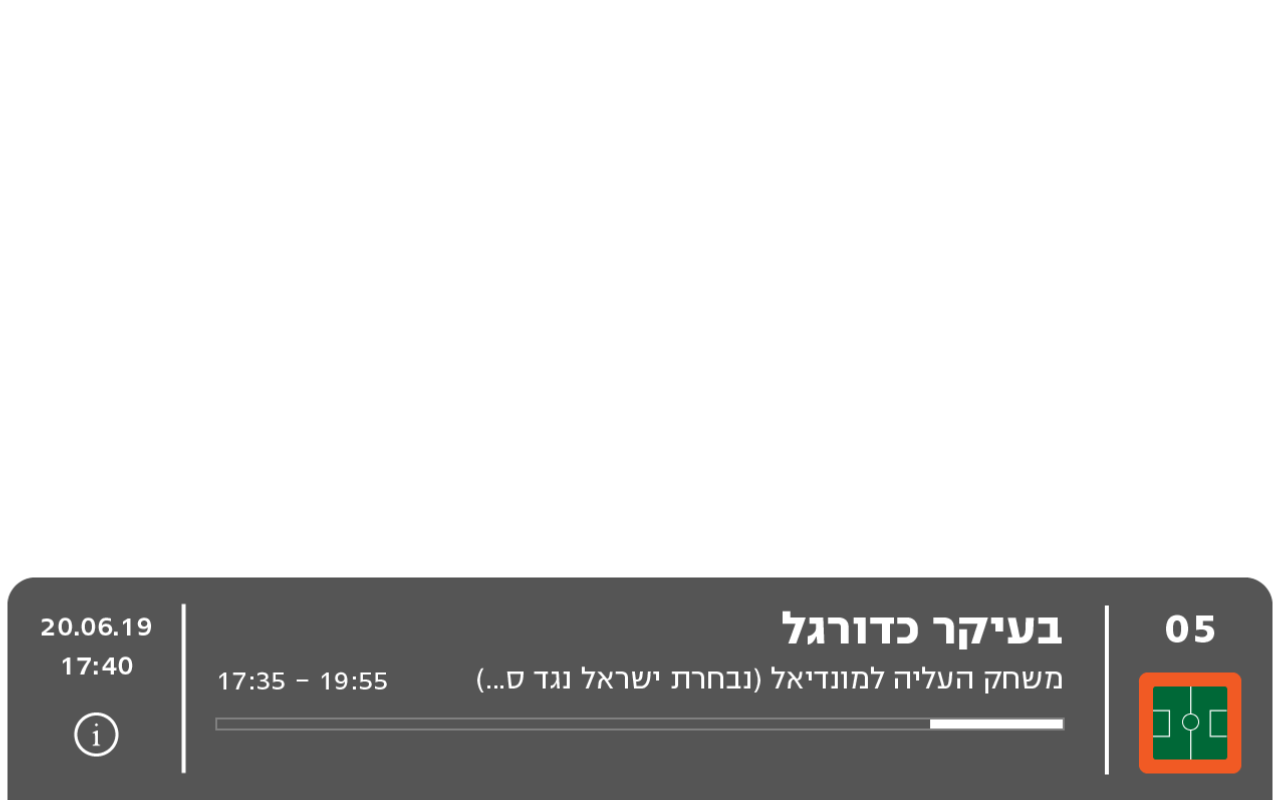 05
בעיקר כדורגל
משחק העליה למונדיאל (נבחרת ישראל נגד ס...)
17:35 – 19:55
20.06.19
17:40
i